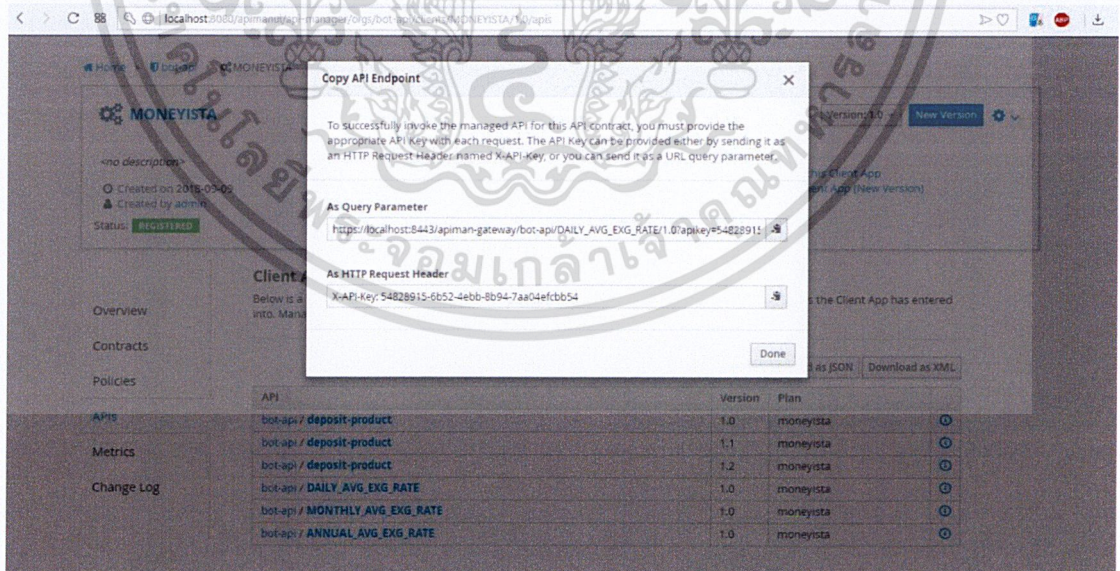 localhost:8080/apimanui/api-manager/orgs/bot-api/clients/MONEYISTA/1.0/apis
Home
bot-api
MONEYISTA
Copy API Endpoint
MONEYISTA
Version: 1.0
New Version
To successfully invoke the managed API for this API contract, you must provide the
appropriate API Key with each request. The API Key can be provided either by sending it as
an HTTP Request Header named X-API-Key, or you can send it as a URL query parameter.
<no description>
Created on 2018-09-09
Created by admin
Status: REGISTERED
this Client App
Client App (New Version)
As Query Parameter
https://localhost:8443/apiman-gateway/bot-api/DAILY_AVG_EXG_RATE/1.0?apikey=54828915
As HTTP Request Header
X-API-Key: 54828915-6b52-4ebb-8b94-7aa04efcbb54
Client A
Below is a
s the Client App has entered
into. Mana
Done
d as JSON
Download as XML
Overview
Contracts
Policies
APIs
Metrics
Change Log
API Version Plan
bot-api / deposit-product 1.0 moneyista
bot-api / deposit-product 1.1 moneyista
bot-api / deposit-product 1.2 moneyista
bot-api / DAILY_AVG_EXG_RATE 1.0 moneyista
bot-api / MONTHLY_AVG_EXG_RATE 1.0 moneyista
bot-api / ANNUAL_AVG_EXG_RATE 1.0 moneyista